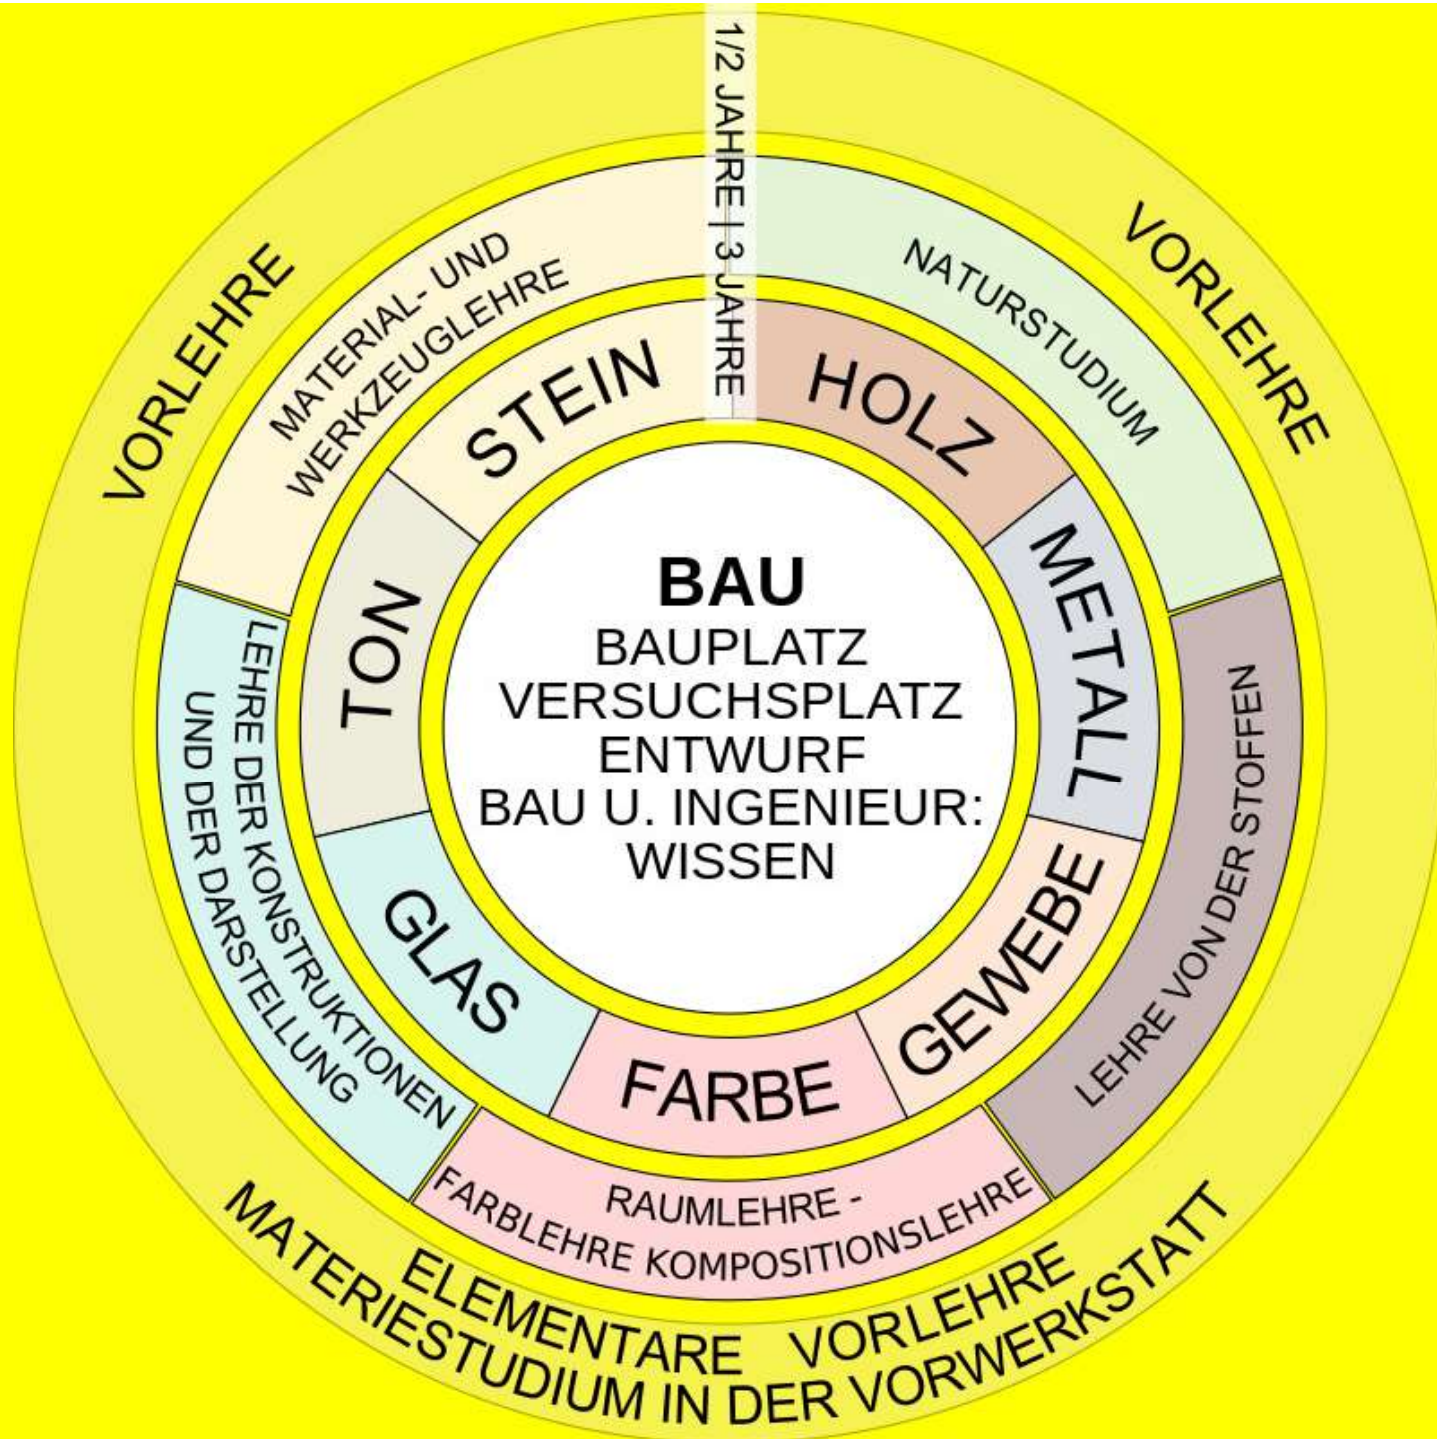 1/2 JAHRE | 3 JAHRE
VORLEHRE
VORLEHRE
ELEMENTARE VORLEHRE
MATERIESTUDIUM IN DER VORWERKSTATT
MATERIAL- UND
WERKZEUGLEHRE
NATURSTUDIUM
LEHRE VON DER STOFFEN
RAUMLEHRE -
FARBLEHRE KOMPOSITIONSLEHRE
LEHRE DER KONSTRUKTIONEN
UND DER DARSTELLUNG
STEIN
HOLZ
METALL
GEWEBE
FARBE
GLAS
TON
BAU
BAUPLATZ
VERSUCHSPLATZ
ENTWURF
BAU U. INGENIEUR:
WISSEN